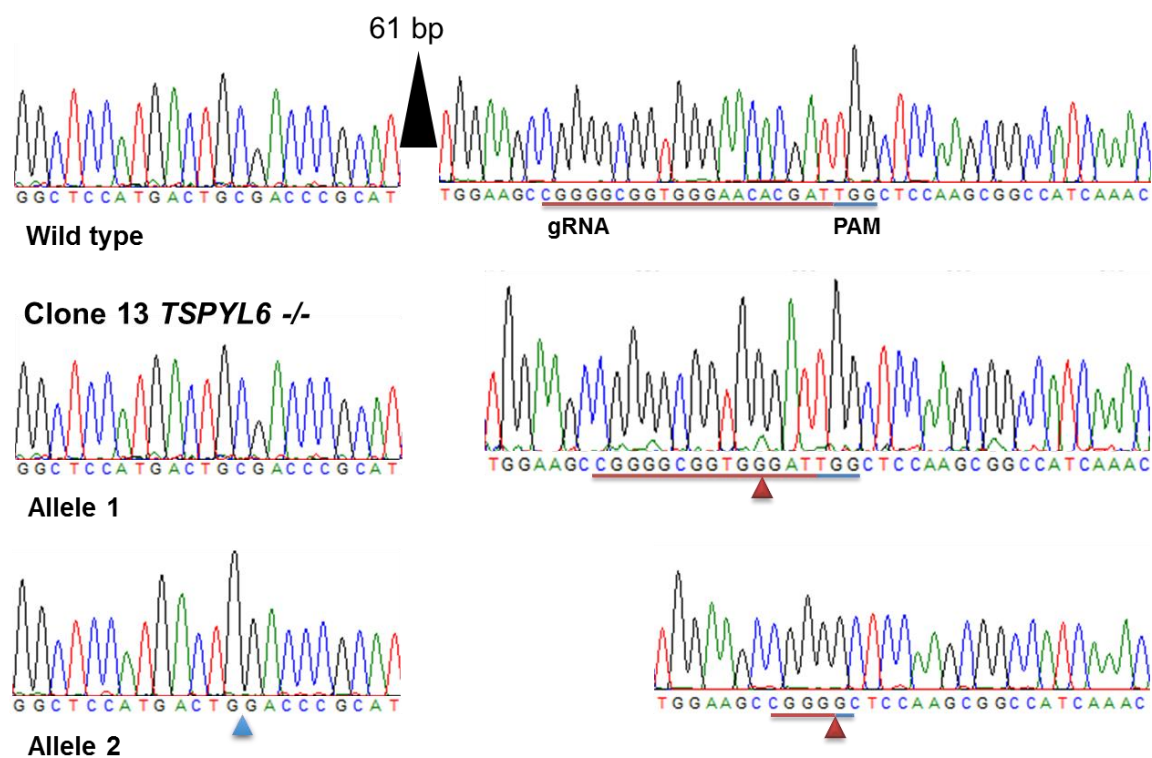 61 bp
GGCTCCATGACTGCGACCCGCAT
TGGAAGCCGGGGCGGTGGGAACACGATTGGCTCCAAGCGGCCATCAAAC
gRNA
PAM
Wild type
Clone 13 TSPYL6 -/-
GGCTCCATGACTGCGACCCGCAT
TGGAAGCCGGGGCGGTGGGATTGGCTCCAAGCGGCCATCAAAC
Allele 1
GGCTCCATGACTGGACCCGCAT
TGGAAGCCGGGGCTCCAAGCGGCCATCAAAC
Allele 2